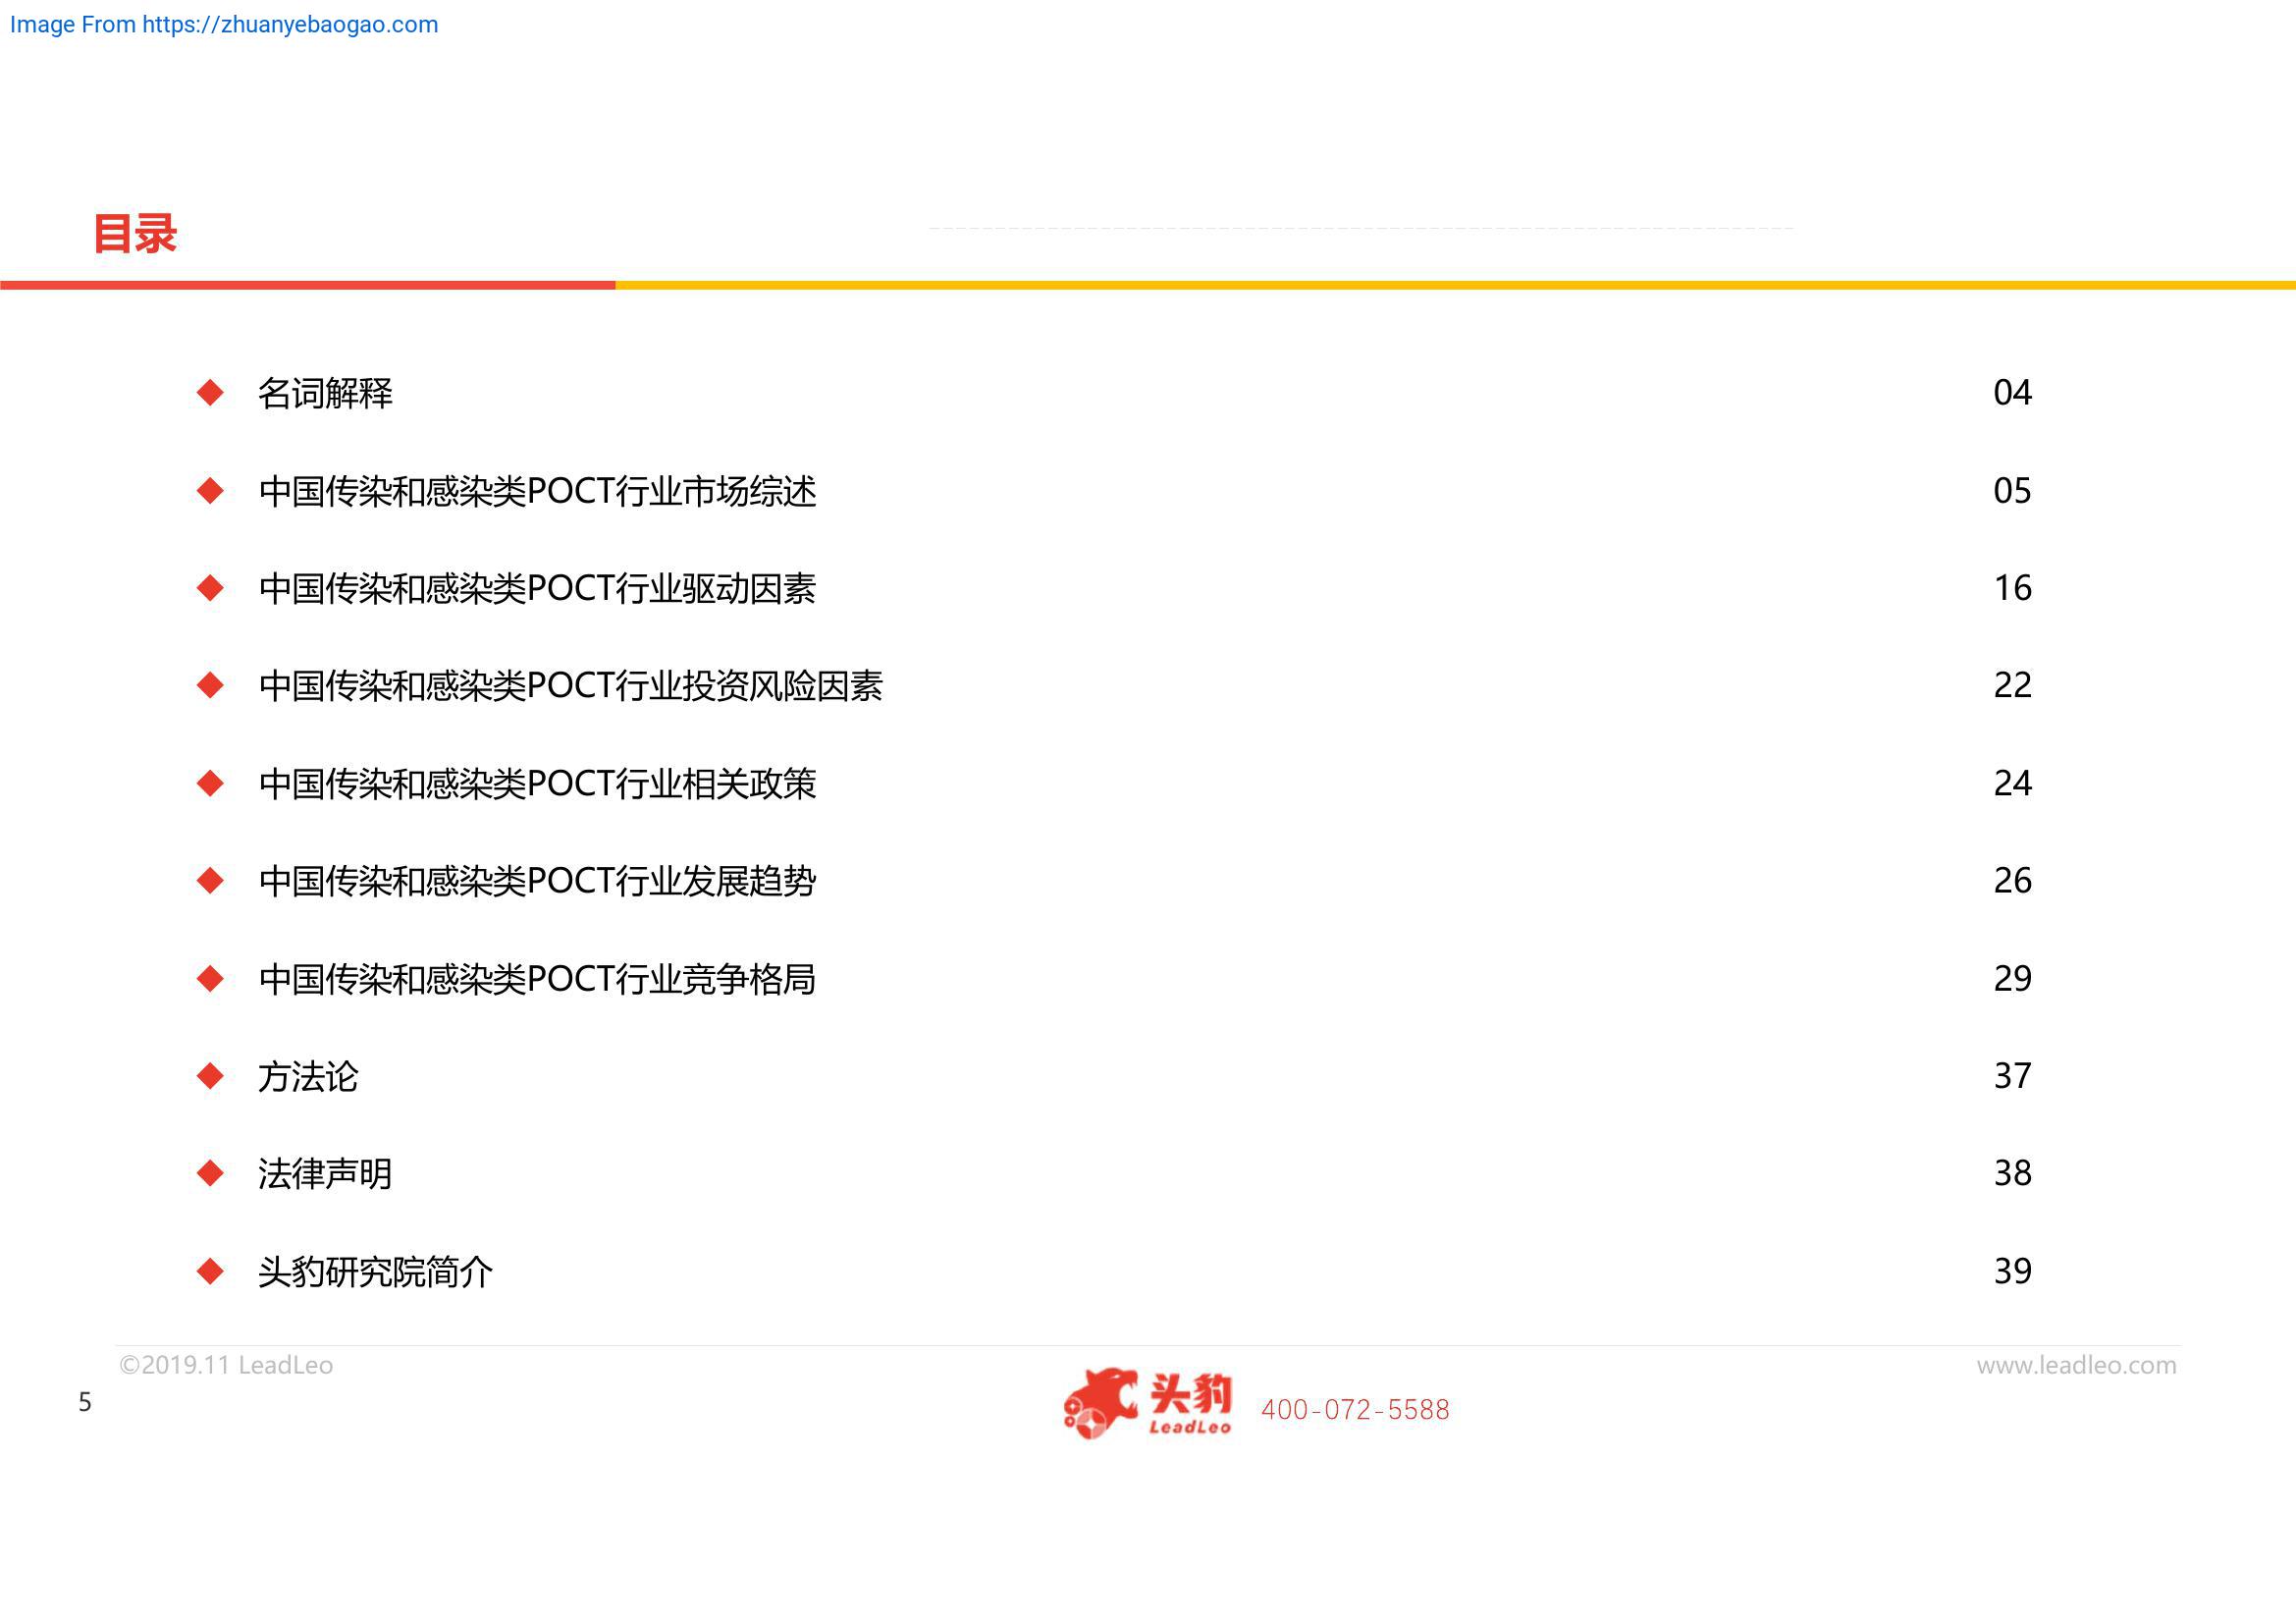 Image From https://zhuanyebaogao.com
目录
名词解释 04
中国传染和感染类POCT行业市场综述 05
中国传染和感染类POCT行业驱动因素 16
中国传染和感染类POCT行业投资风险因素 22
中国传染和感染类POCT行业相关政策 24
中国传染和感染类POCT行业发展趋势 26
中国传染和感染类POCT行业竞争格局 29
方法论 37
法律声明 38
头豹研究院简介 39
©2019.11 LeadLeo www.leadleo.com
5
头豹
LeadLeo
400-072-5588